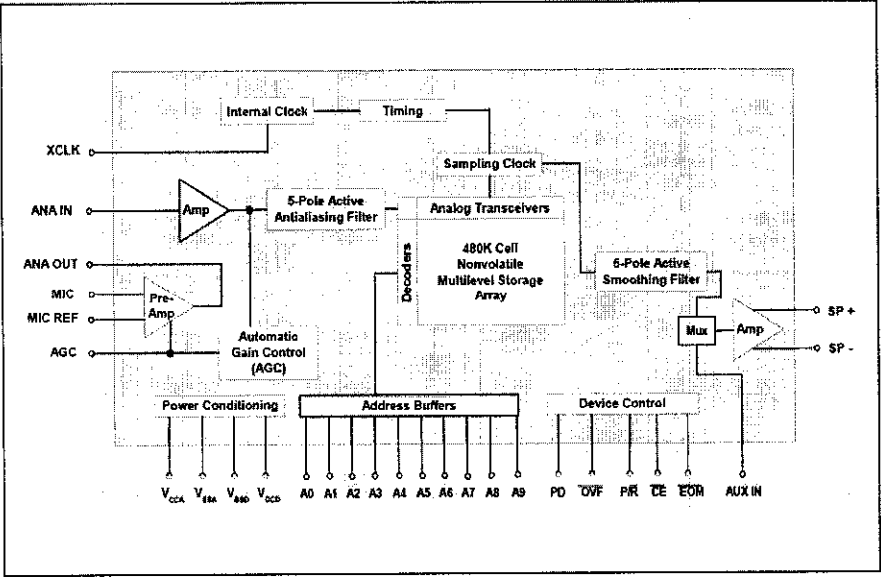 Internal Clock
Timing
XCLK
Sampling Clock
ANA IN
Amp
5-Pole Active
Antialiasing Filter
Analog Transceivers
Decoders
480K Cell
Nonvolatile
Multilevel Storage
Array
ANA OUT
5-Pole Active
Smoothing Filter
MIC
Pre-
Amp
MIC REF
SP +
Mux
Amp
AGC
Automatic
Gain Control
(AGC)
SP -
Power Conditioning
Address Buffers
Device Control
VCCA VSSA VSSD VCCD A0 A1 A2 A3 A4 A5 A6 A7 A8 A9 PD OVF P/R CE EOM AUX IN